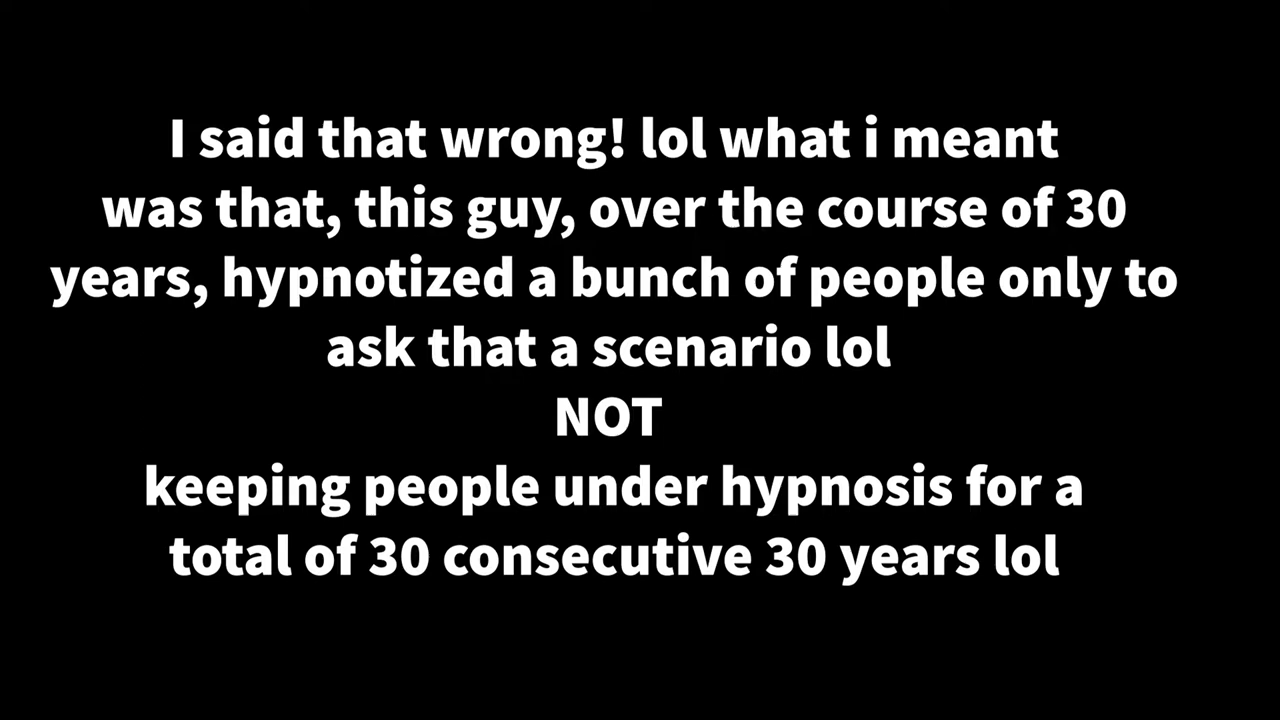 I said that wrong! lol what i meant
was that, this guy, over the course of 30
years, hypnotized a bunch of people only to
ask that a scenario lol
NOT
keeping people under hypnosis for a
total of 30 consecutive 30 years lol